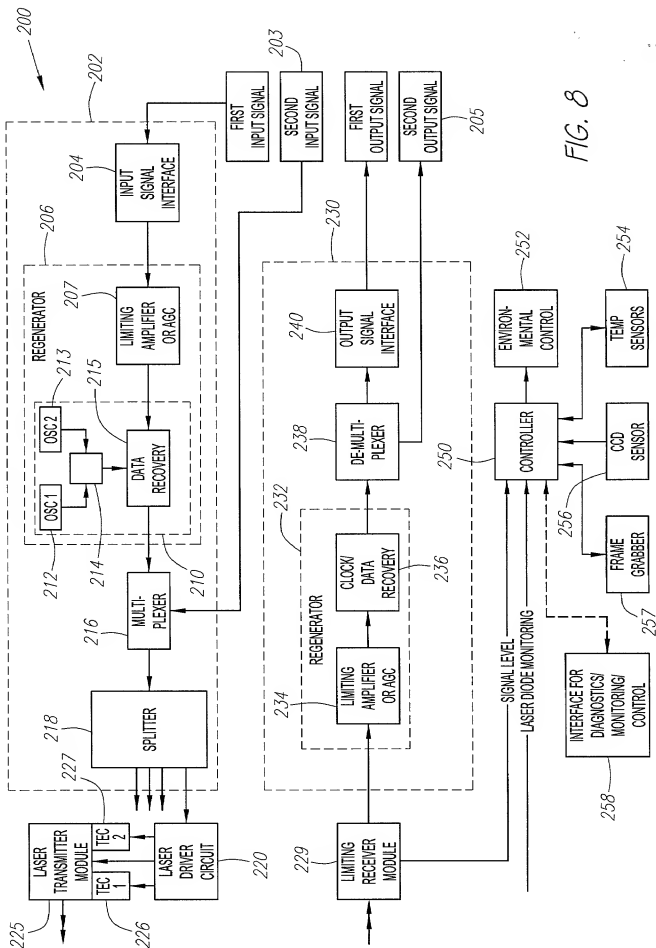 200
202
203
FIRST
INPUT SIGNAL
SECOND
INPUT SIGNAL
204
INPUT
SIGNAL
INTERFACE
206
REGENERATOR
207
LIMITING
AMPLIFIER
OR AGC
213
OSC 2
215
DATA
RECOVERY
OSC 1
212
214
210
216
MULTI-
PLEXER
218
SPLITTER
227
TEC
2
LASER
TRANSMITTER
MODULE
TEC
1
225
226
LASER
DRIVER
CIRCUIT
220
FIRST
OUTPUT SIGNAL
SECOND
OUTPUT SIGNAL
205
230
240
OUTPUT
SIGNAL
INTERFACE
238
DE-MULTI-
PLEXER
232
REGENERATOR
CLOCK/
DATA
RECOVERY
236
234
LIMITING
AMPLIFIER
OR AGC
229
LIMITING
RECEIVER
MODULE
SIGNAL LEVEL
LASER DIODE MONITORING
250
CONTROLLER
252
ENVIRON-
MENTAL
CONTROL
254
TEMP
SENSORS
CCD
SENSOR
256
FRAME
GRABBER
257
INTERFACE FOR
DIAGNOSTICS/
MONITORING/
CONTROL
258
FIG. 8